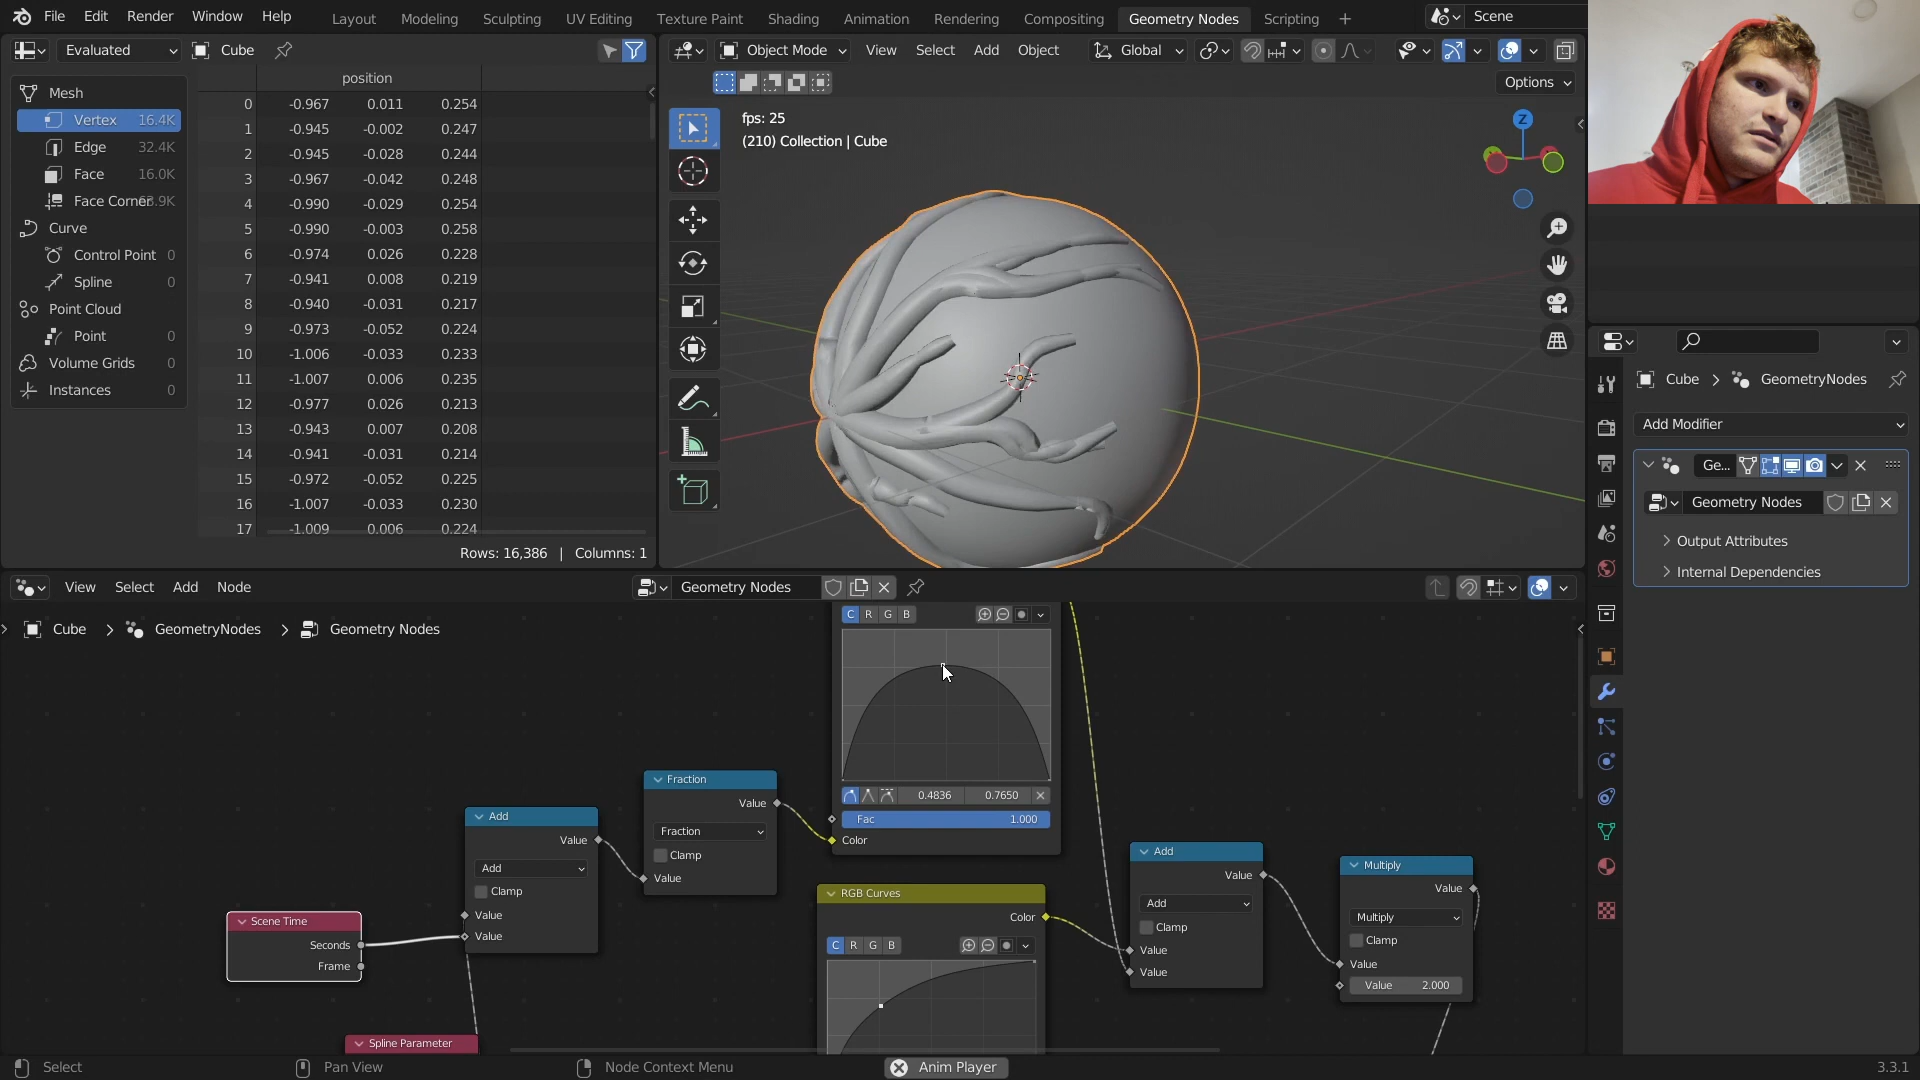 File Edit Render Window Help Layout Modeling Sculpting UV Editing Texture Paint Shading Animation Rendering Compositing Geometry Nodes Scripting + Scene
Evaluated Cube
Object Mode View Select Add Object Global
Options
position
Mesh
Vertex 16.4K
Edge 32.4K
Face 16.0K
Face Corner
Curve
Control Point 0
Spline 0
Point Cloud
Point 0
Volume Grids 0
Instances 0
0 -0.967 0.011 0.254
1 -0.945 -0.002 0.247
2 -0.945 -0.028 0.244
3 -0.967 -0.042 0.248
4 -0.990 -0.029 0.254
5 -0.990 -0.003 0.258
6 -0.974 0.026 0.228
7 -0.941 0.008 0.219
8 -0.940 -0.031 0.217
9 -0.973 -0.052 0.224
10 -1.006 -0.033 0.233
11 -1.007 0.006 0.235
12 -0.977 0.026 0.213
13 -0.943 0.007 0.208
14 -0.941 -0.031 0.214
15 -0.972 -0.052 0.225
16 -1.007 -0.033 0.230
17 -1.009 0.006 0.224
Rows: 16,386 | Columns: 1
fps: 25
(210) Collection | Cube
Z
Cube > GeometryNodes
Add Modifier
Ge...
Geometry Nodes
Output Attributes
Internal Dependencies
View Select Add Node Geometry Nodes
Cube > GeometryNodes > Geometry Nodes
C R G B
0.4836 0.7650
Fac 1.000
Color
Fraction
Value
Fraction
Clamp
Value
Add
Value
Add
Clamp
Value
Value
Scene Time
Seconds
Frame
Spline Parameter
RGB Curves
Color
C R G B
Add
Value
Add
Clamp
Value
Value
Multiply
Value
Multiply
Clamp
Value
Value 2.000
Select Pan View Node Context Menu Anim Player 3.3.1